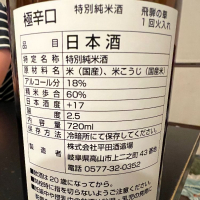 極辛口
特別純米酒
飛騨の華
1回火入れ
品目 日本酒
特定名称 特別純米酒
原材料名 米(国産)、米こうじ(国産米)
アルコール分 18%
精米歩合 60%
日本酒度 +17
酸度 2.5
内容量 720ml
保存方法 冷暗所にて保存してください。
製造者 株式会社平田酒造場
岐阜県高山市上二之町43番地
電話 0577-32-0352
飲酒は20歳になってから。